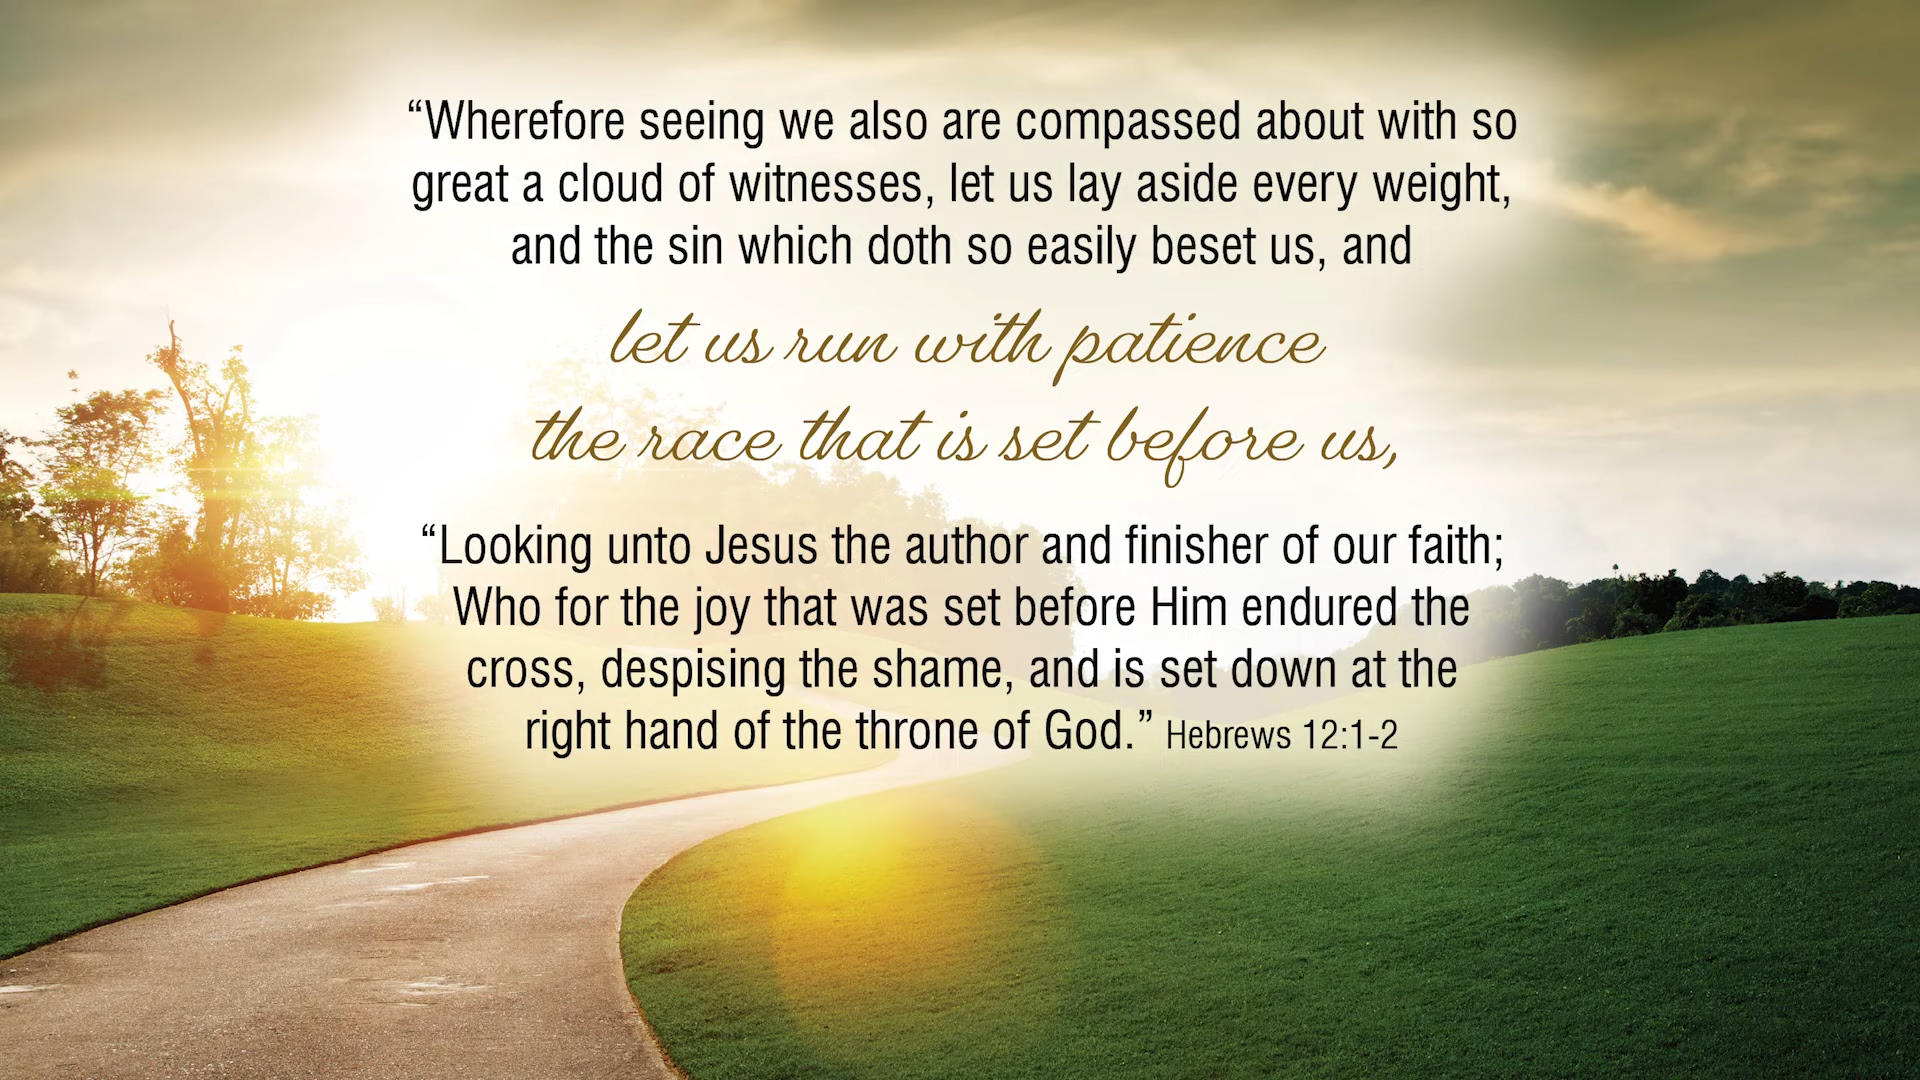 “Wherefore seeing we also are compassed about with so
great a cloud of witnesses, let us lay aside every weight,
and the sin which doth so easily beset us, and
let us run with patience
the race that is set before us,
“Looking unto Jesus the author and finisher of our faith;
Who for the joy that was set before Him endured the
cross, despising the shame, and is set down at the
right hand of the throne of God.” Hebrews 12:1-2